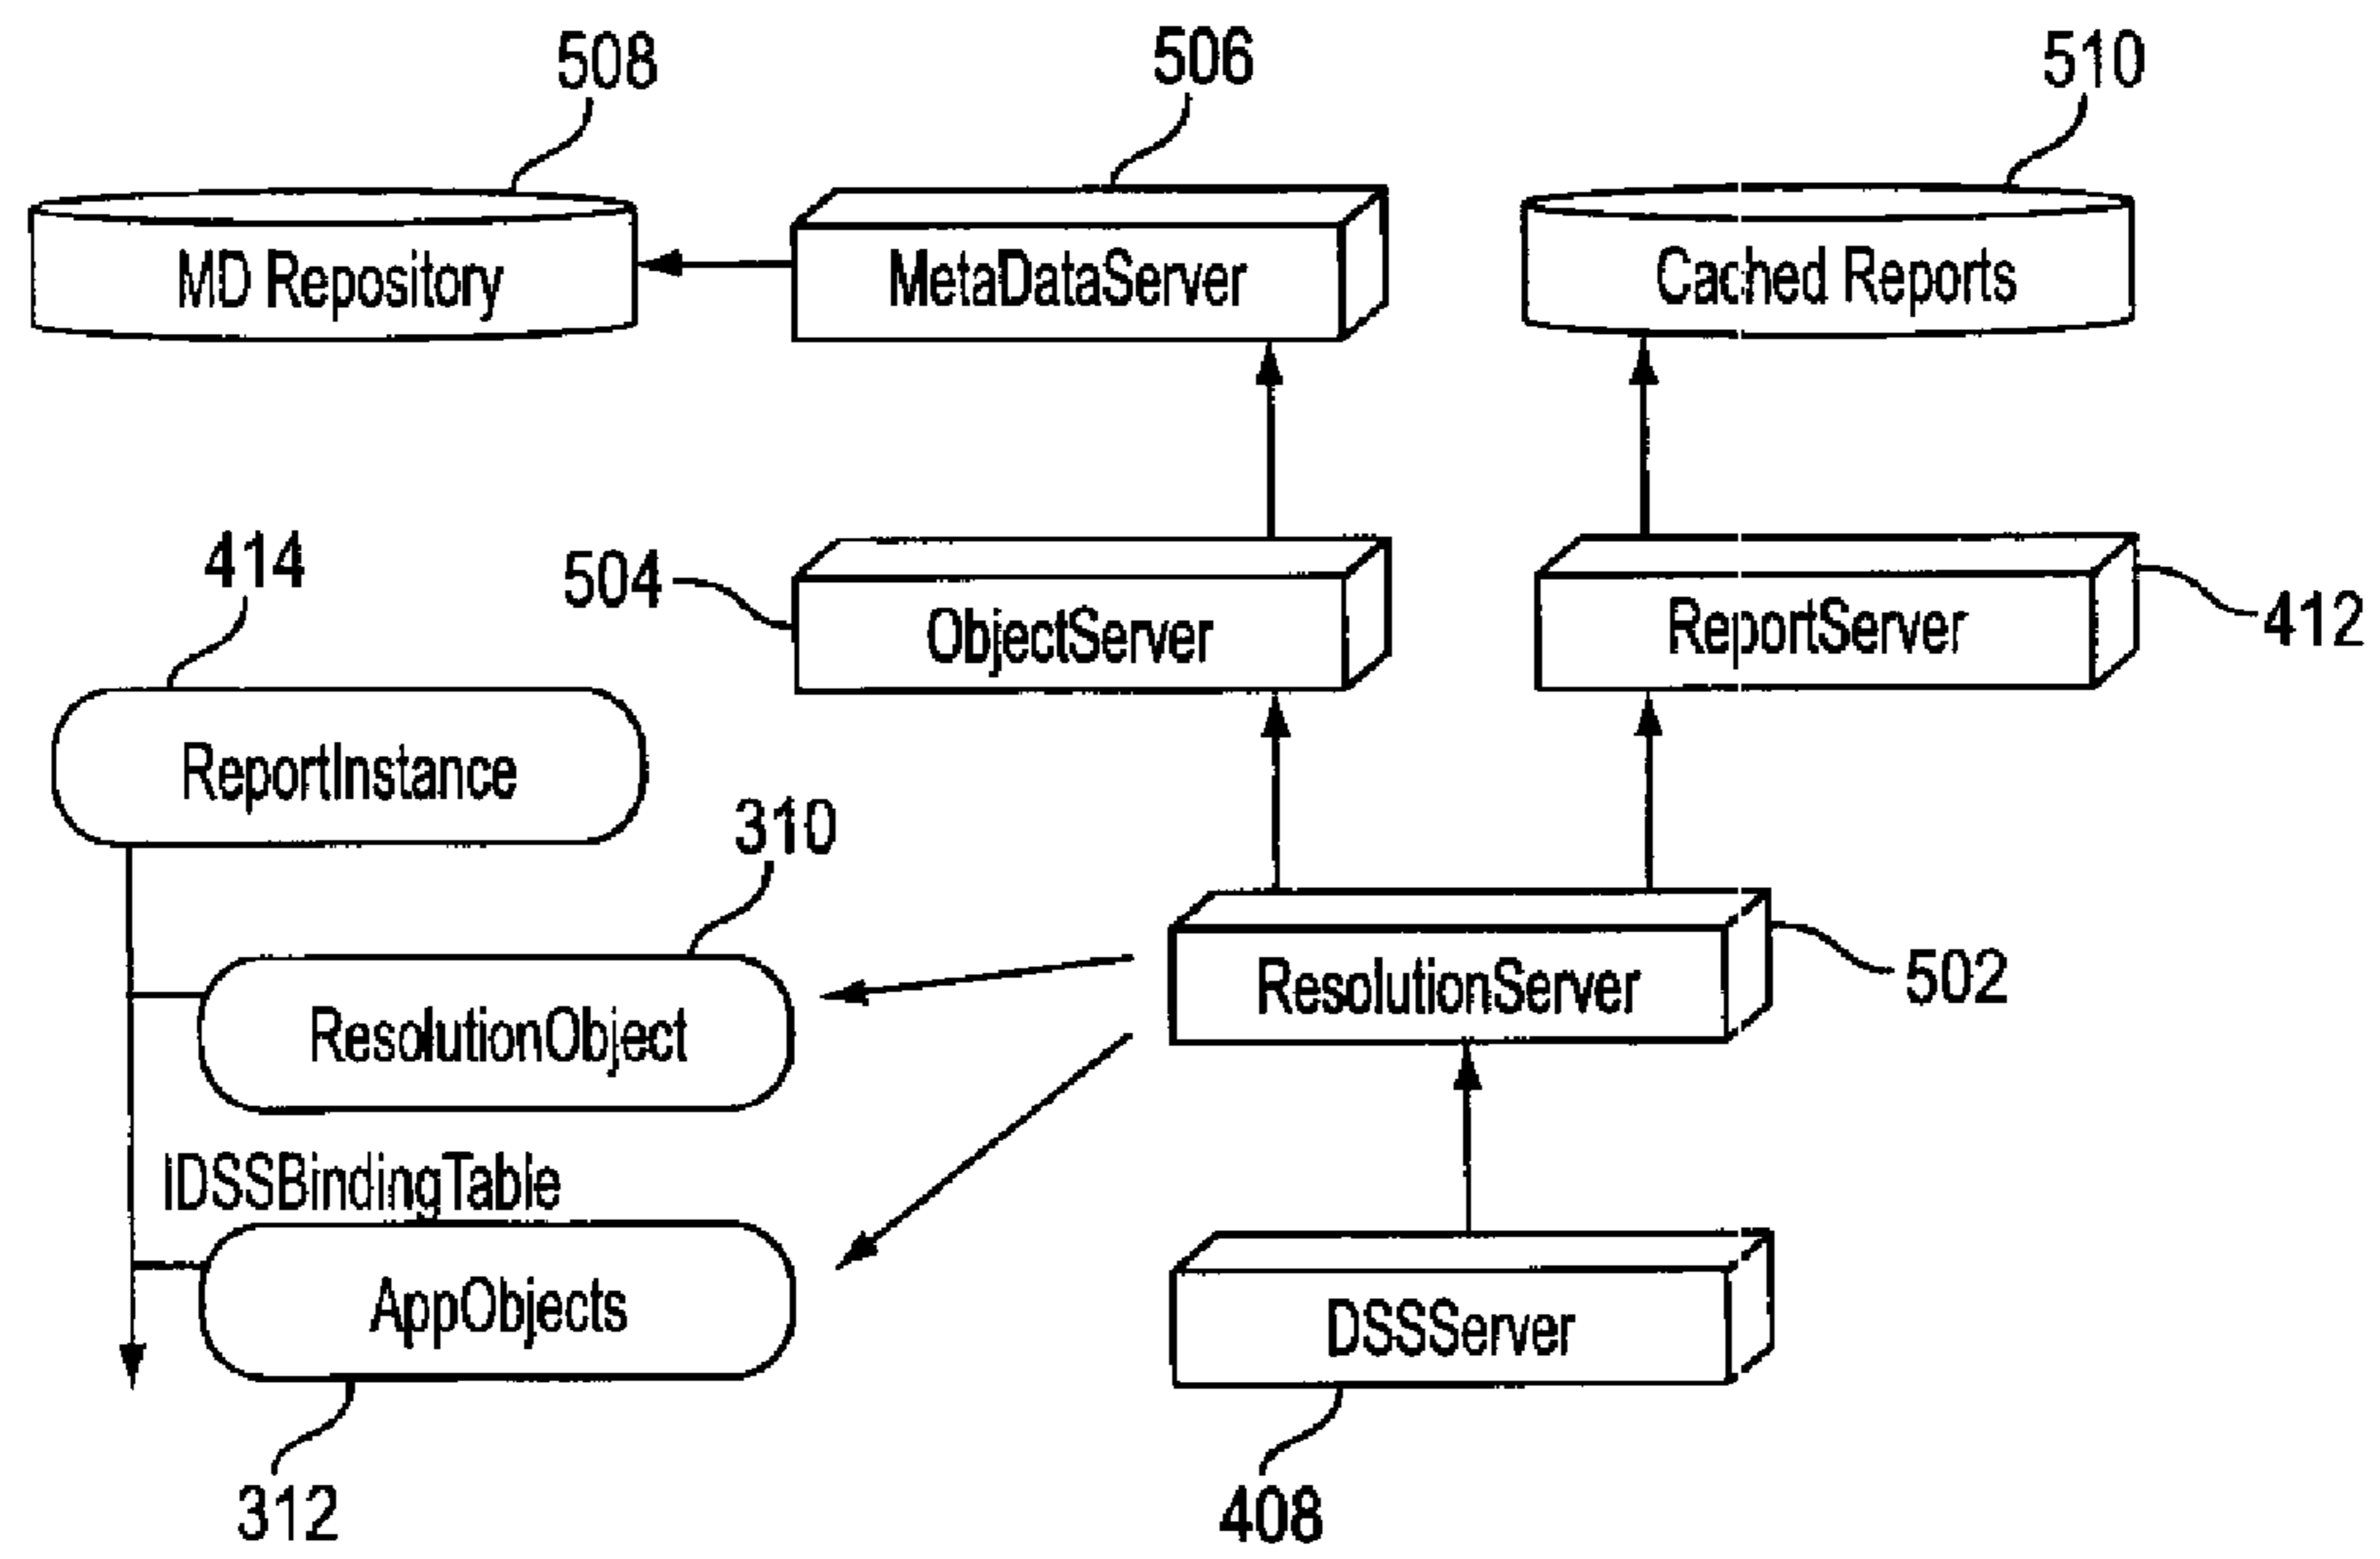 508
506
510
MD Repository
MetaDataServer
Cached Reports
414
504
ObjectServer
ReportServer
412
ReportInstance
310
ResolutionServer
502
ResolutionObject
IDSSBindingTable
AppObjects
DSSServer
312
408